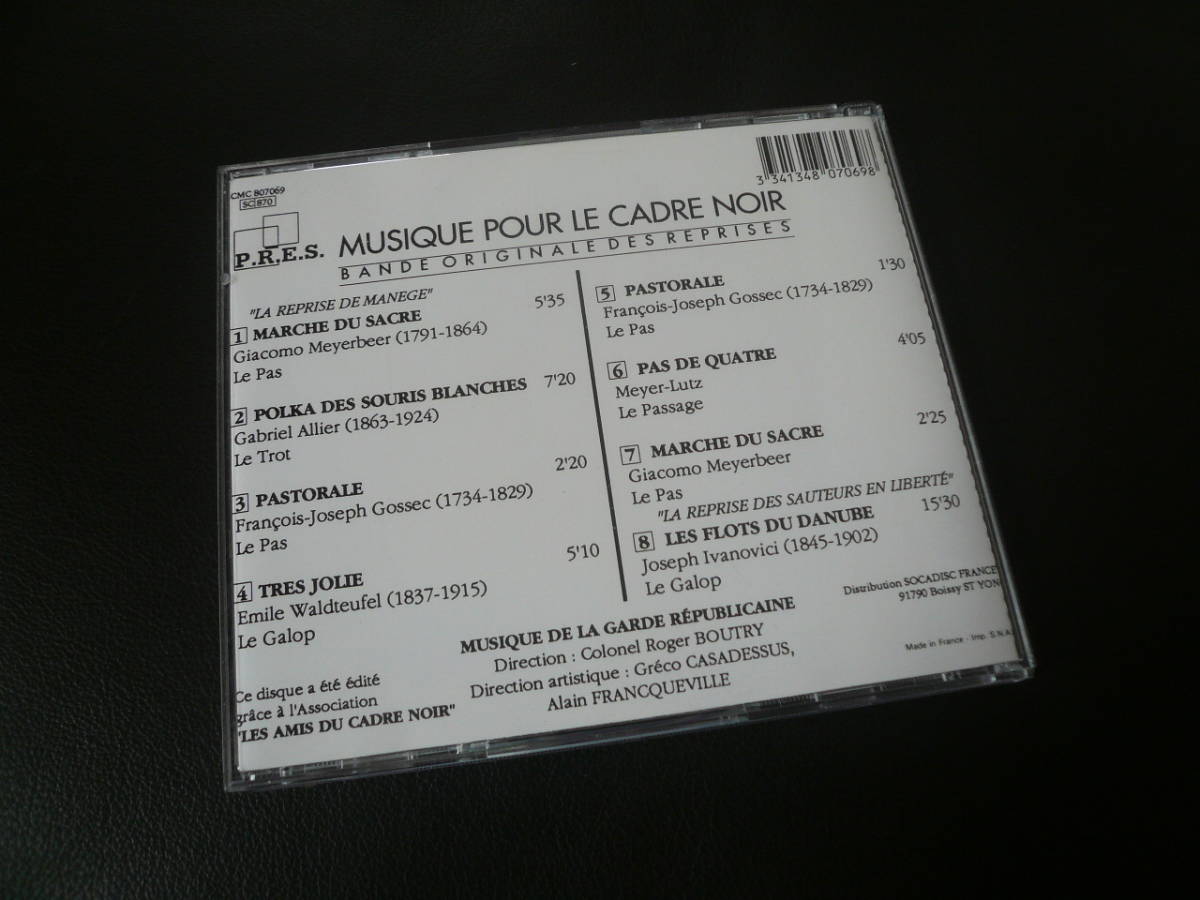 CMC 807069
SC 870
P.R.E.S.
3 341348 070698
MUSIQUE POUR LE CADRE NOIR
BANDE ORIGINALE DES REPRISES
"LA REPRISE DE MANEGE"
1 MARCHE DU SACRE 5'35
Giacomo Meyerbeer (1791-1864)
Le Pas
2 POLKA DES SOURIS BLANCHES 7'20
Gabriel Allier (1863-1924)
Le Trot
3 PASTORALE 2'20
François-Joseph Gossec (1734-1829)
Le Pas
4 TRES JOLIE 5'10
Emile Waldteufel (1837-1915)
Le Galop
5 PASTORALE 1'30
François-Joseph Gossec (1734-1829)
Le Pas
6 PAS DE QUATRE 4'05
Meyer-Lutz
Le Passage
7 MARCHE DU SACRE 2'25
Giacomo Meyerbeer
Le Pas
"LA REPRISE DES SAUTEURS EN LIBERTÉ"
8 LES FLOTS DU DANUBE 15'30
Joseph Ivanovici (1845-1902)
Le Galop
MUSIQUE DE LA GARDE RÉPUBLICAINE
Direction : Colonel Roger BOUTRY
Direction artistique : Gréco CASADESSUS,
Alain FRANCQUEVILLE
Ce disque a été édité
grâce à l'Association
"LES AMIS DU CADRE NOIR"
Distribution SOCADISC FRANCE
91790 Boissy ST YON
Made in France - Imp. S.N.A.